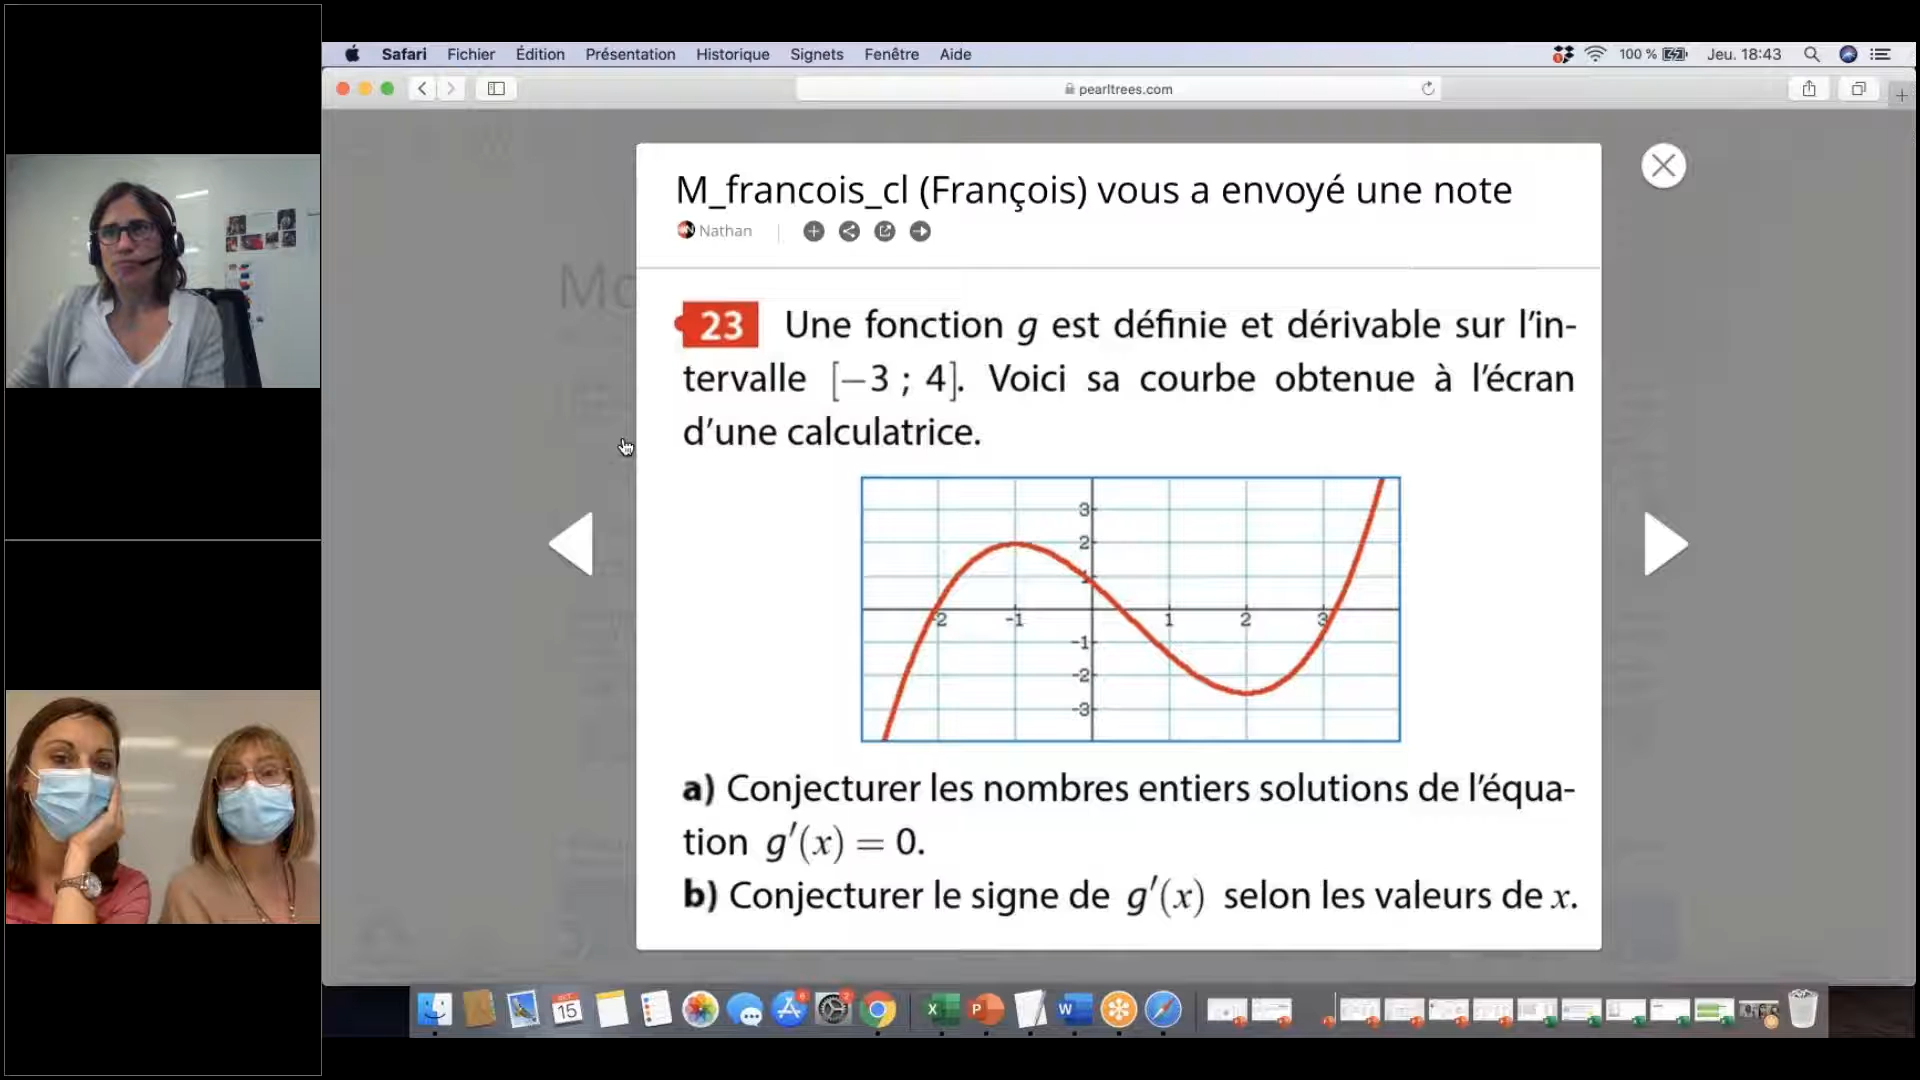 Safari Fichier Édition Présentation Historique Signets Fenêtre Aide
100 % Jeu. 18:43
pearltrees.com
M_francois_cl (François) vous a envoyé une note
Nathan
23 Une fonction g est définie et dérivable sur l'in-
tervalle [−3 ; 4]. Voici sa courbe obtenue à l'écran
d'une calculatrice.
3
2
1
-2 -1 1 2 3
-1
-2
-3
a) Conjecturer les nombres entiers solutions de l'équa-
tion g′(x) = 0.
b) Conjecturer le signe de g′(x) selon les valeurs de x.
15